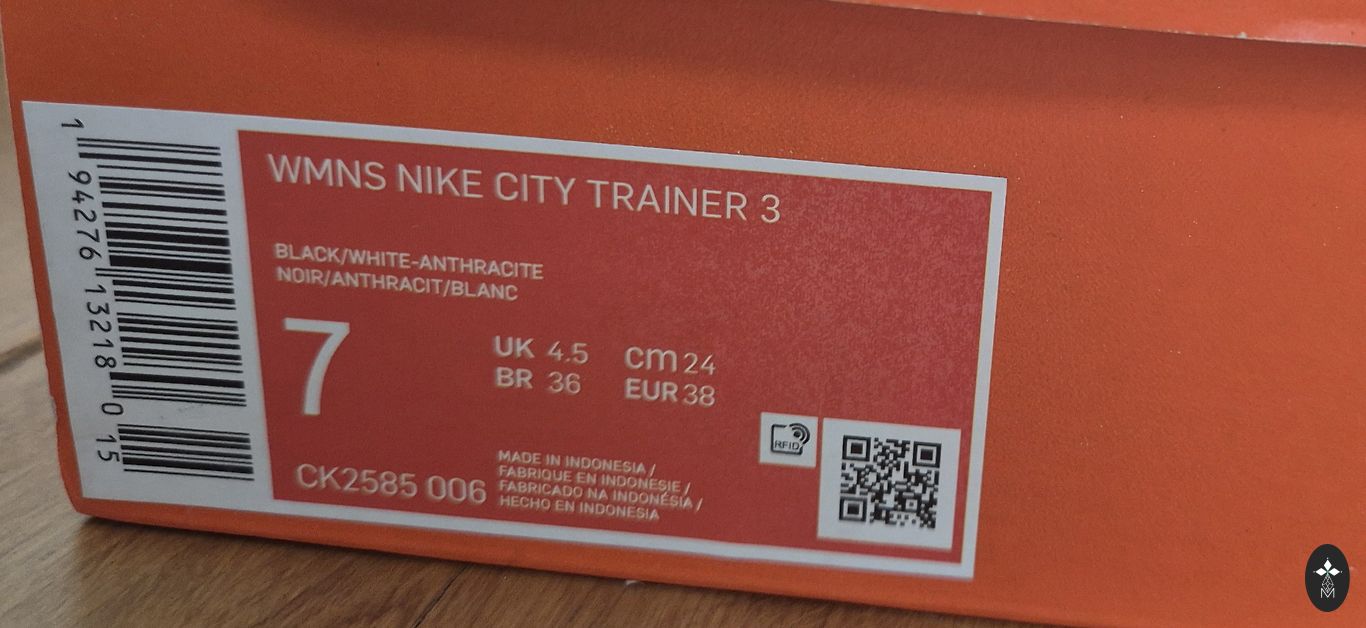 WMNS NIKE CITY TRAINER 3
BLACK/WHITE-ANTHRACITE
NOIR/ANTHRACIT/BLANC
7
UK 4.5 cm 24
BR 36 EUR 38
CK2585 006
MADE IN INDONESIA /
FABRIQUE EN INDONESIE /
FABRICADO NA INDONÉSIA /
HECHO EN INDONESIA
RFID
1 94276 13218 0 15
M